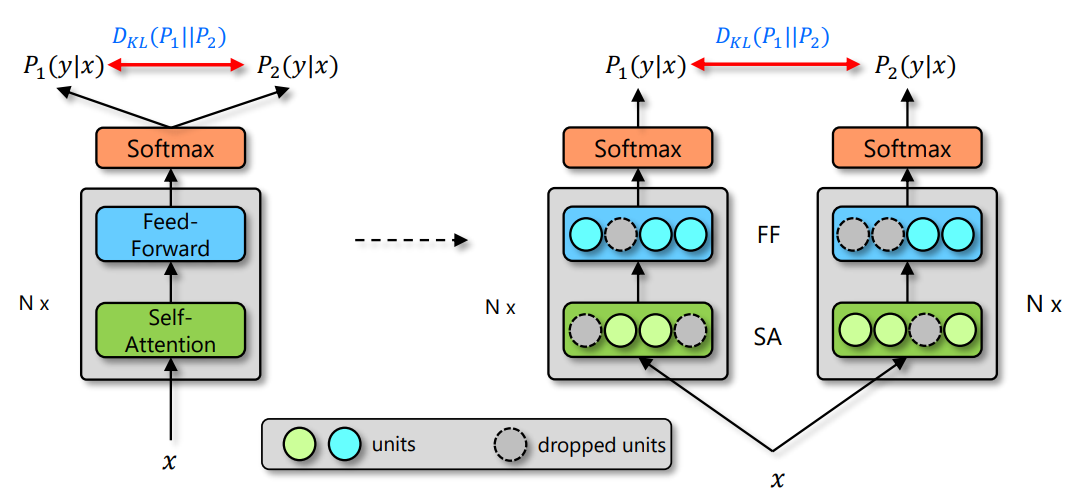 D_{KL}(P_1||P_2)
P_1(y|x)
P_2(y|x)
Softmax
Feed-
Forward
N x
Self-
Attention
x
D_{KL}(P_1||P_2)
P_1(y|x)
P_2(y|x)
Softmax
Softmax
FF
N x
N x
SA
units
dropped units
x